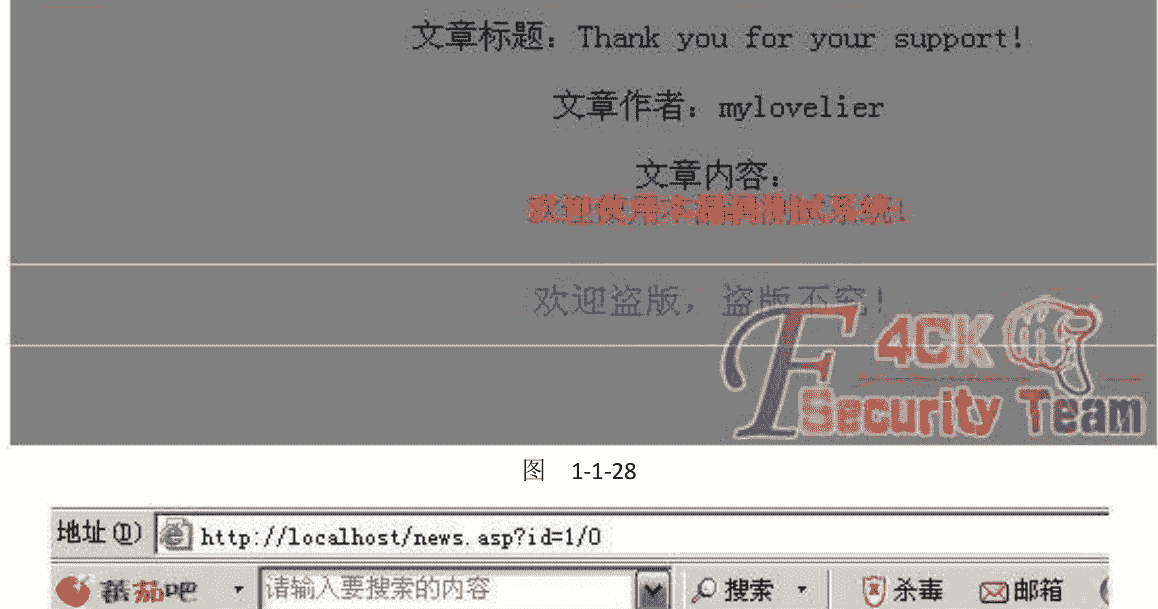 文章标题：Thank you for your support!
文章作者：mylovelier
文章内容：
欢迎使用本漏洞测试系统!
欢迎盗版，盗版不究!
F4CK
Security Team
图 1-1-28
地址(D) http://localhost/news.asp?id=1/0
蕃茄吧 请输入要搜索的内容 搜索 杀毒 邮箱